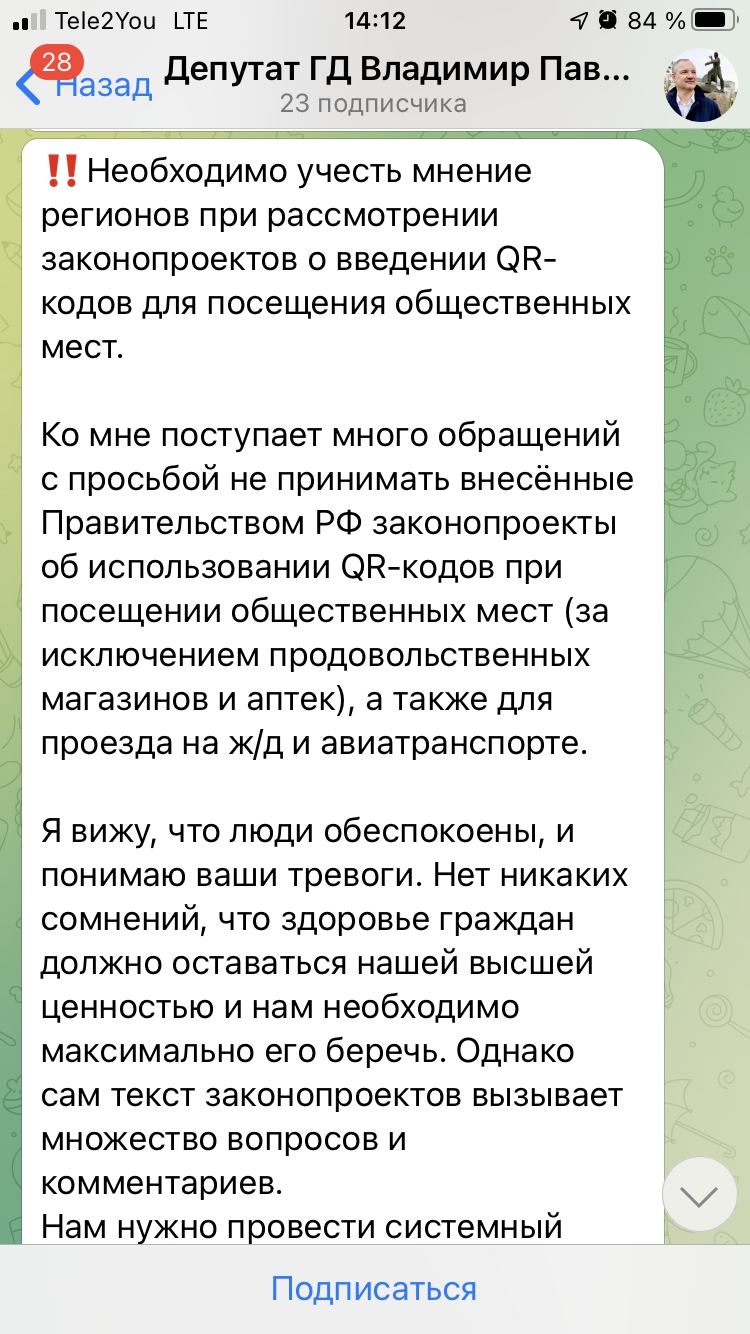 Tele2You LTE 14:12 84 %
28
Назад
Депутат ГД Владимир Пав...
23 подписчика
‼️Необходимо учесть мнение
регионов при рассмотрении
законопроектов о введении QR-
кодов для посещения общественных
мест.
Ко мне поступает много обращений
с просьбой не принимать внесённые
Правительством РФ законопроекты
об использовании QR-кодов при
посещении общественных мест (за
исключением продовольственных
магазинов и аптек), а также для
проезда на ж/д и авиатранспорте.
Я вижу, что люди обеспокоены, и
понимаю ваши тревоги. Нет никаких
сомнений, что здоровье граждан
должно оставаться нашей высшей
ценностью и нам необходимо
максимально его беречь. Однако
сам текст законопроектов вызывает
множество вопросов и
комментариев.
Нам нужно провести системный
Подписаться